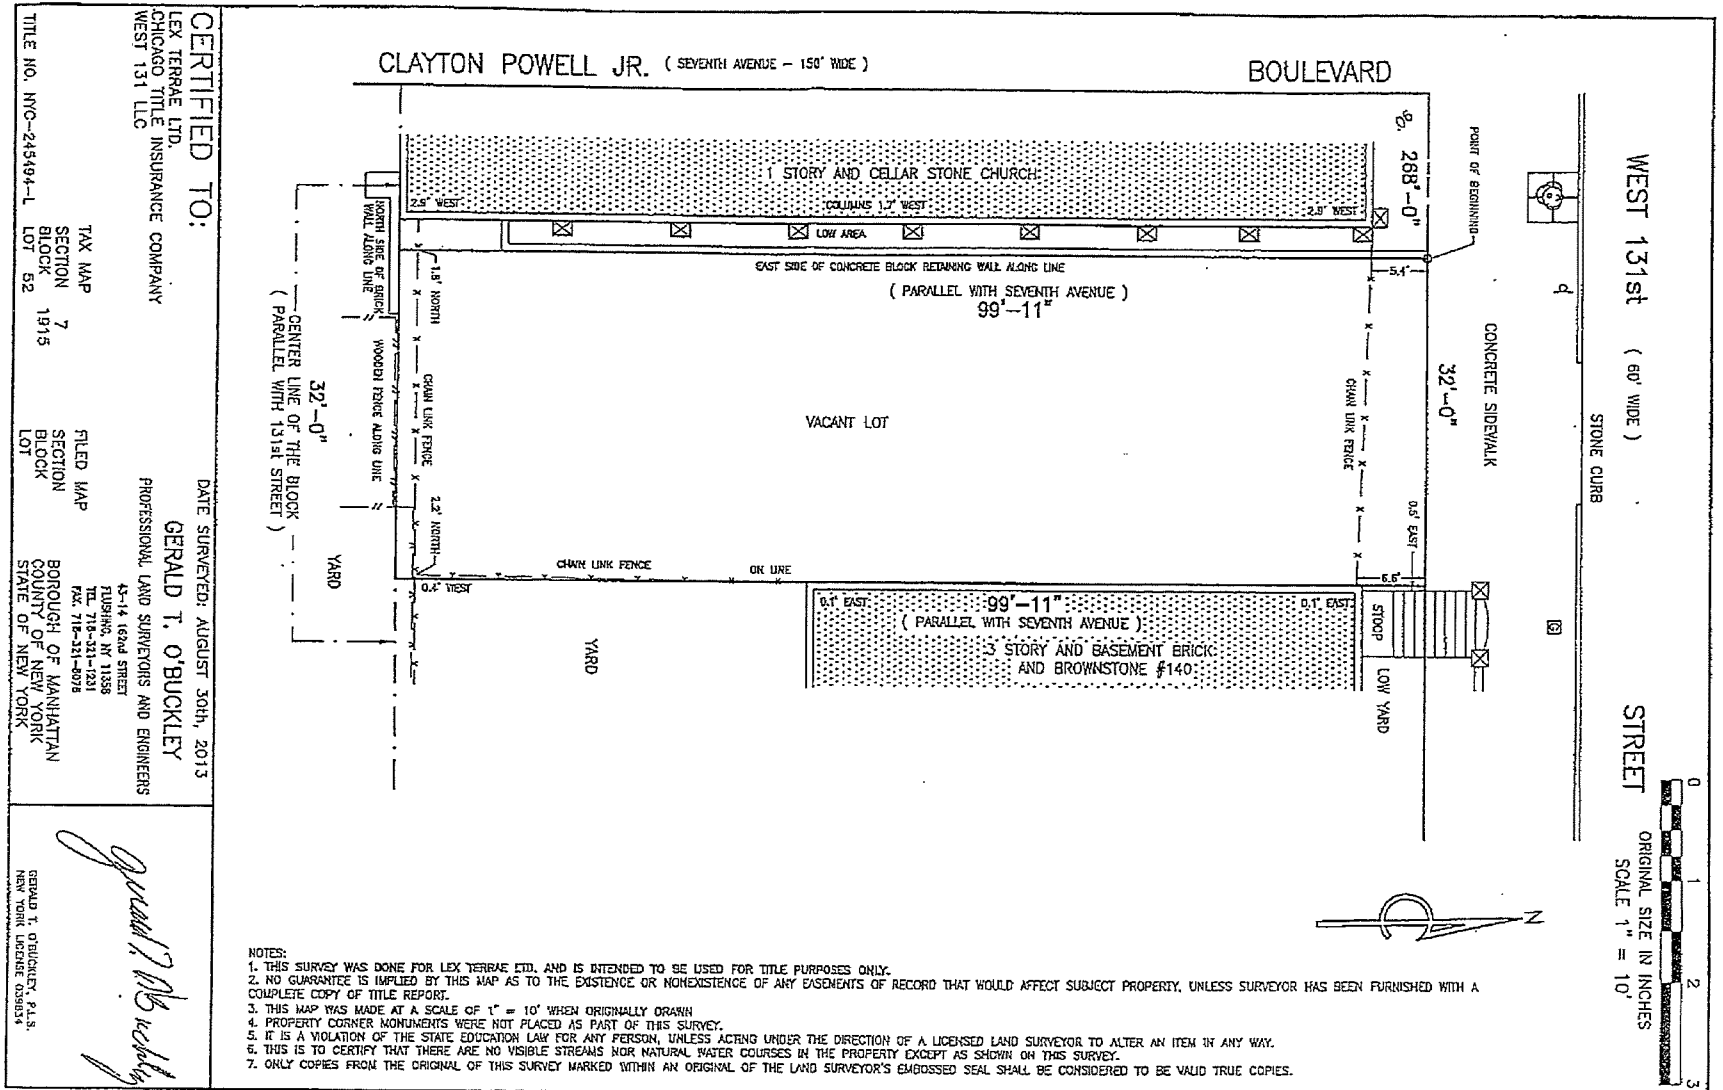 CLAYTON POWELL JR. ( SEVENTH AVENUE - 150' WIDE ) BOULEVARD
WEST 131st ( 60' WIDE ) STREET
90°
268'-0"
POINT OF BEGINNING
1 STORY AND CELLAR STONE CHURCH
2.9' WEST
COLUMNS 1.7' WEST
2.9' WEST
LOW AREA
EAST SIDE OF CONCRETE BLOCK RETAINING WALL ALONG LINE
( PARALLEL WITH SEVENTH AVENUE )
99'-11"
5.4'
NORTH SIDE OF BRICK
WALL ALONG LINE
1.8' NORTH
CHAIN LINK FENCE
WOODEN FENCE ALONG LINE
2.2' NORTH
32'-0"
CENTER LINE OF THE BLOCK
( PARALLEL WITH 131st STREET )
VACANT LOT
CHAIN LINK FENCE
32'-0"
CONCRETE SIDEWALK
STONE CURB
0.5' EAST
6.6'
CHAIN LINK FENCE
ON LINE
0.4' WEST
YARD
YARD
0.1' EAST
99'-11"
0.1' EAST
( PARALLEL WITH SEVENTH AVENUE )
3 STORY AND BASEMENT BRICK
AND BROWNSTONE #140
STOOP
LOW YARD
G
N
0 1 2 3
ORIGINAL SIZE IN INCHES
SCALE 1" = 10'
CERTIFIED TO:
LEX TERRAE LTD.
CHICAGO TITLE INSURANCE COMPANY
WEST 131 LLC
TAX MAP
SECTION 7
BLOCK 1915
LOT 52
TITLE NO. NYC-245494-L
FILED MAP
SECTION
BLOCK
LOT
DATE SURVEYED: AUGUST 30th, 2013
GERALD T. O'BUCKLEY
PROFESSIONAL LAND SURVEYORS AND ENGINEERS
43-14 162nd STREET
FLUSHING, NY 11358
TEL. 718-321-1231
FAX. 718-321-8076
BOROUGH OF MANHATTAN
COUNTY OF NEW YORK
STATE OF NEW YORK
Gerald T. O'Buckley
GERALD T. O'BUCKLEY, P.L.S.
NEW YORK LICENSE 039834
NOTES:
1. THIS SURVEY WAS DONE FOR LEX TERRAE LTD. AND IS INTENDED TO BE USED FOR TITLE PURPOSES ONLY.
2. NO GUARANTEE IS IMPLIED BY THIS MAP AS TO THE EXISTENCE OR NONEXISTENCE OF ANY EASEMENTS OF RECORD THAT WOULD AFFECT SUBJECT PROPERTY, UNLESS SURVEYOR HAS BEEN FURNISHED WITH A
COMPLETE COPY OF TITLE REPORT.
3. THIS MAP WAS MADE AT A SCALE OF 1" = 10' WHEN ORIGINALLY DRAWN
4. PROPERTY CORNER MONUMENTS WERE NOT PLACED AS PART OF THIS SURVEY.
5. IT IS A VIOLATION OF THE STATE EDUCATION LAW FOR ANY PERSON, UNLESS ACTING UNDER THE DIRECTION OF A LICENSED LAND SURVEYOR TO ALTER AN ITEM IN ANY WAY.
6. THIS IS TO CERTIFY THAT THERE ARE NO VISIBLE STREAMS NOR NATURAL WATER COURSES IN THE PROPERTY EXCEPT AS SHOWN ON THIS SURVEY.
7. ONLY COPIES FROM THE ORIGINAL OF THIS SURVEY MARKED WITHIN AN ORIGINAL OF THE LAND SURVEYOR'S EMBOSSED SEAL SHALL BE CONSIDERED TO BE VALID TRUE COPIES.